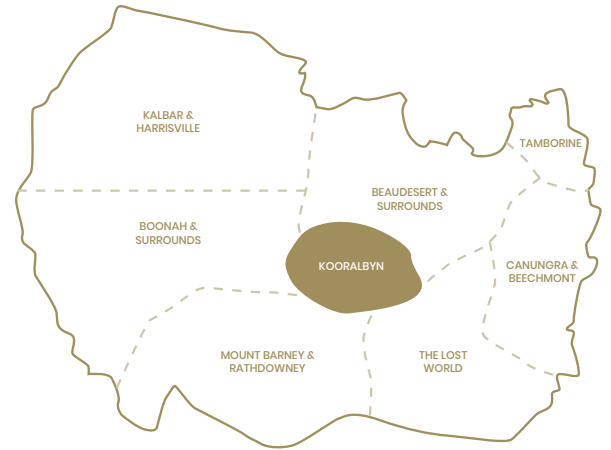 KALBAR &
HARRISVILLE
TAMBORINE
BEAUDESERT &
SURROUNDS
BOONAH &
SURROUNDS
KOORALBYN
CANUNGRA &
BEECHMONT
MOUNT BARNEY &
RATHDOWNEY
THE LOST
WORLD